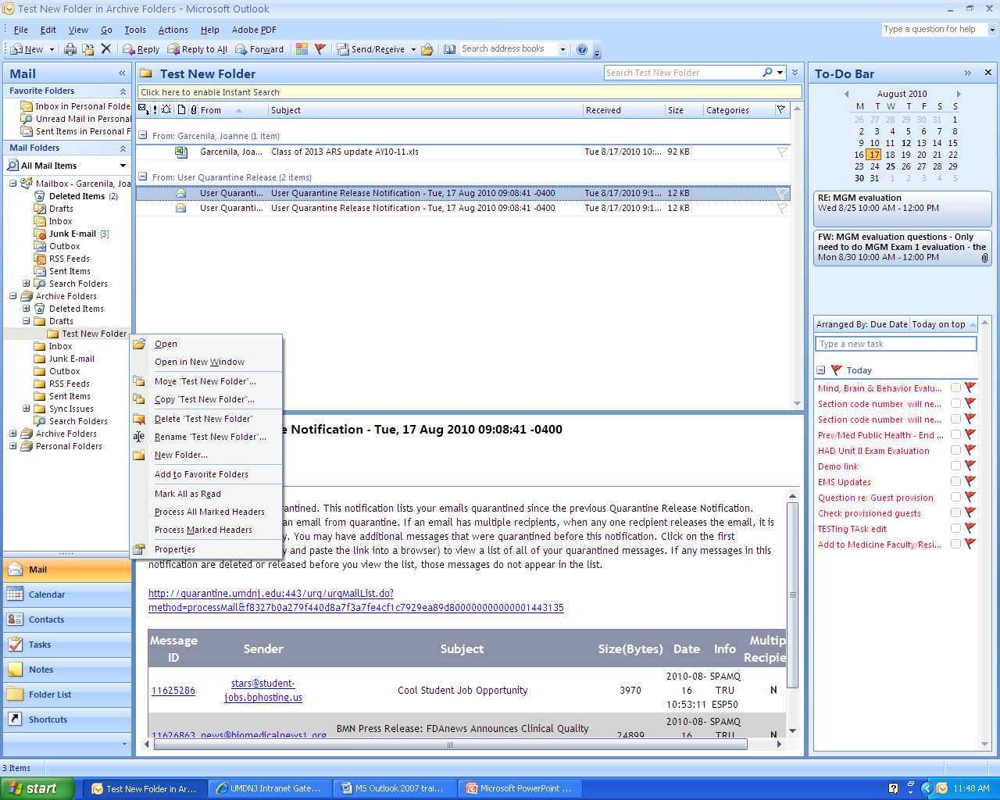 Test New Folder in Archive Folders - Microsoft Outlook
File Edit View Go Tools Actions Help Adobe PDF
Type a question for help
New Reply Reply to All Forward Send/Receive Search address books
Mail
Favorite Folders
Inbox in Personal Folde
Unread Mail in Personal
Sent Items in Personal F
Mail Folders
All Mail Items
Mailbox - Garcenila, Joa
Deleted Items (2)
Drafts
Inbox
Junk E-mail [3]
Outbox
RSS Feeds
Sent Items
Search Folders
Archive Folders
Deleted Items
Drafts
Test New Folder
Inbox
Junk E-mail
Outbox
RSS Feeds
Sent Items
Sync Issues
Search Folders
Archive Folders
Personal Folders
Mail
Calendar
Contacts
Tasks
Notes
Folder List
Shortcuts
Open
Open in New Window
Move "Test New Folder"...
Copy "Test New Folder"...
Delete "Test New Folder"
Rename "Test New Folder"...
New Folder...
Add to Favorite Folders
Mark All as Read
Process All Marked Headers
Process Marked Headers
Properties
Test New Folder
Search Test New Folder
Click here to enable Instant Search
From Subject Received Size Categories
From: Garcenila, Joanne (1 item)
Garcenila, Joa... Class of 2013 ARS update AY10-11.xls Tue 8/17/2010 10:... 92 KB
From: User Quarantine Release (2 items)
User Quaranti... User Quarantine Release Notification - Tue, 17 Aug 2010 09:08:41 -0400 Tue 8/17/2010 9:1... 12 KB
User Quaranti... User Quarantine Release Notification - Tue, 17 Aug 2010 09:08:41 -0400 Tue 8/17/2010 9:1... 12 KB
e Notification - Tue, 17 Aug 2010 09:08:41 -0400
rantined. This notification lists your emails quarantined since the previous Quarantine Release Notification.
an email from quarantine. If an email has multiple recipients, when any one recipient releases the email, it is
y. You may have additional messages that were quarantined before this notification. Click on the first
y and paste the link into a browser) to view a list of all of your quarantined messages. If any messages in this
notification are deleted or released before you view the list, those messages do not appear in the list.
http://quarantine.umdnj.edu:443/urq/urqMailList.do?
method=processMail&f8327b0a279f440d8a7f3a7fe4cf1c7929ea89d80000000000001443135
Message ID Sender Subject Size(Bytes) Date Info Multip Recipie
11625286 stars@student-jobs.bphosting.us Cool Student Job Opportunity 3970 2010-08-16 10:53:11 SPAMQ TRU ESP50 N
11626863 news@biomedicalnews1.org BMN Press Release: FDAnews Announces Clinical Quality 24899 2010-08-16 SPAMQ TRU N
To-Do Bar
August 2010
M T W T F S S
26 27 28 29 30 31 1
2 3 4 5 6 7 8
9 10 11 12 13 14 15
16 17 18 19 20 21 22
23 24 25 26 27 28 29
30 31 1 2 3 4 5
RE: MGM evaluation
Wed 8/25 10:00 AM - 12:00 PM
FW: MGM evaluation questions - Only
need to do MGM Exam 1 evaluation - the
Mon 8/30 10:00 AM - 12:00 PM
Arranged By: Due Date Today on top
Type a new task
Today
Mind, Brain & Behavior Evalu...
Section code number will ne...
Section code number will ne...
Prev/Med Public Health - End ...
HAD Unit II Exam Evaluation
Demo link
EMS Updates
Question re: Guest provision
Check provisioned guests
TESTing TAsk edit
Add to Medicine Faculty/Resi...
3 Items
start Test New Folder in Ar... UMDNJ Intranet Gate... MS Outlook 2007 trai... Microsoft PowerPoint ... 11:48 AM